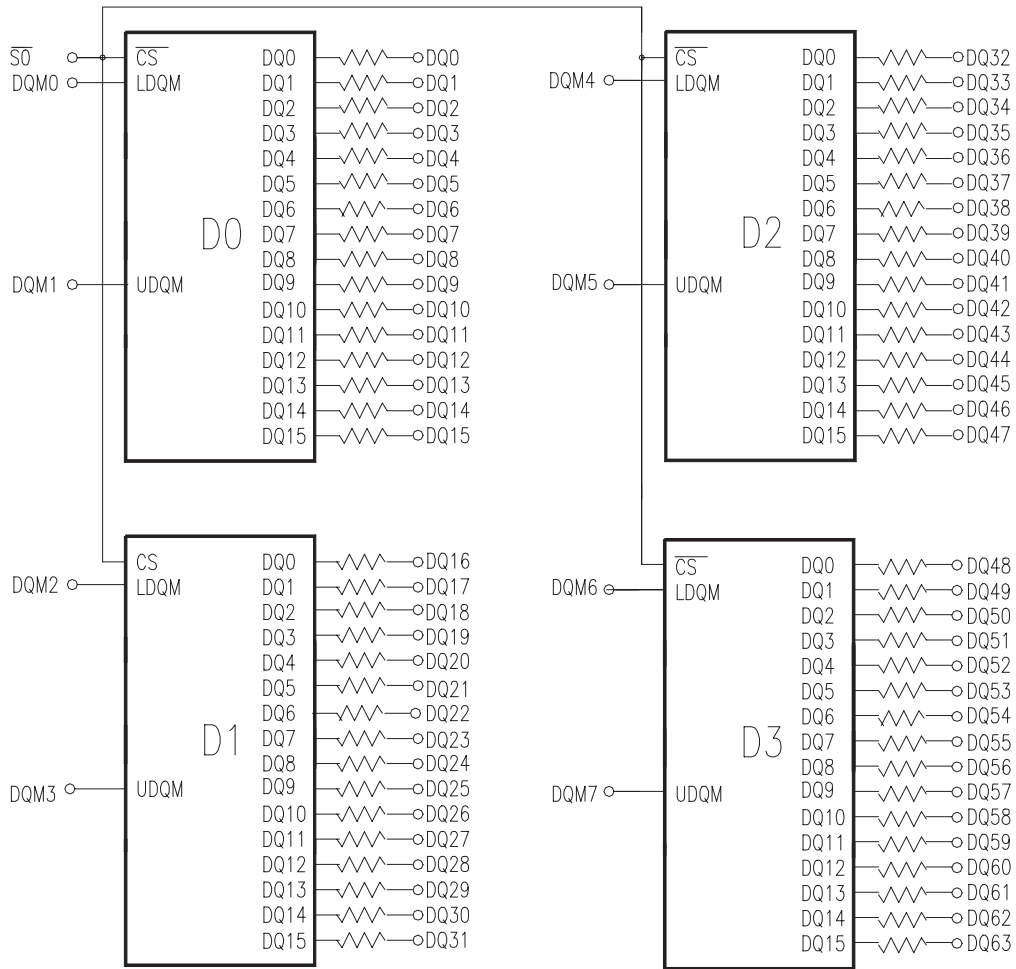 S̅0̅ C̅S̅ DQ0 DQ0
DQM0 LDQM DQ1 DQ1
DQ2 DQ2
DQ3 DQ3
DQ4 DQ4
DQ5 DQ5
DQ6 DQ6
D0 DQ7 DQ7
DQ8 DQ8
DQM1 UDQM DQ9 DQ9
DQ10 DQ10
DQ11 DQ11
DQ12 DQ12
DQ13 DQ13
DQ14 DQ14
DQ15 DQ15
C̅S̅ DQ0 DQ32
DQM4 LDQM DQ1 DQ33
DQ2 DQ34
DQ3 DQ35
DQ4 DQ36
DQ5 DQ37
DQ6 DQ38
D2 DQ7 DQ39
DQ8 DQ40
DQM5 UDQM DQ9 DQ41
DQ10 DQ42
DQ11 DQ43
DQ12 DQ44
DQ13 DQ45
DQ14 DQ46
DQ15 DQ47
CS DQ0 DQ16
DQM2 LDQM DQ1 DQ17
DQ2 DQ18
DQ3 DQ19
DQ4 DQ20
DQ5 DQ21
DQ6 DQ22
D1 DQ7 DQ23
DQ8 DQ24
DQM3 UDQM DQ9 DQ25
DQ10 DQ26
DQ11 DQ27
DQ12 DQ28
DQ13 DQ29
DQ14 DQ30
DQ15 DQ31
C̅S̅ DQ0 DQ48
DQM6 LDQM DQ1 DQ49
DQ2 DQ50
DQ3 DQ51
DQ4 DQ52
DQ5 DQ53
DQ6 DQ54
D3 DQ7 DQ55
DQ8 DQ56
DQM7 UDQM DQ9 DQ57
DQ10 DQ58
DQ11 DQ59
DQ12 DQ60
DQ13 DQ61
DQ14 DQ62
DQ15 DQ63